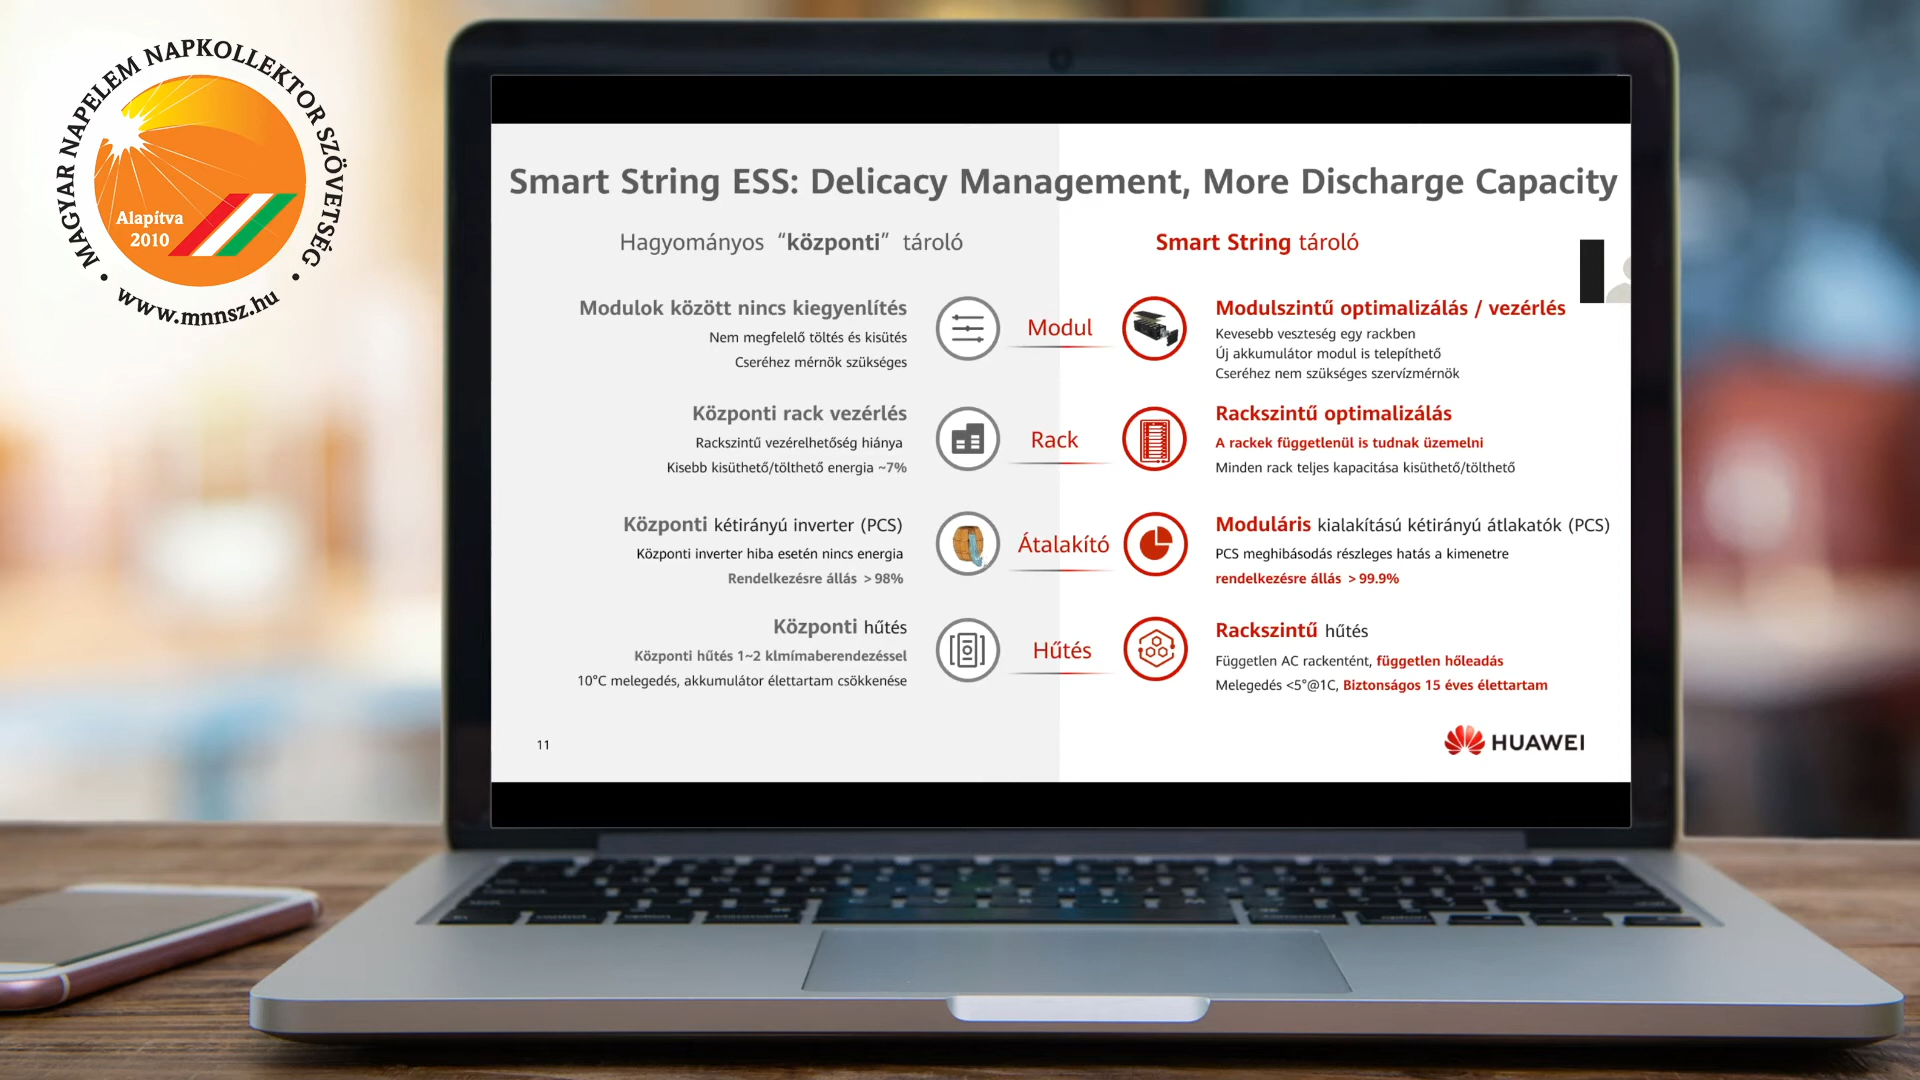 MAGYAR NAPELEM NAPKOLLEKTOR SZÖVETSÉG
Alapítva
2010
www.mnnsz.hu
Smart String ESS: Delicacy Management, More Discharge Capacity
Hagyományos “központi” tároló
Smart String tároló
Modulok között nincs kiegyenlítés
Nem megfelelő töltés és kisütés
Cseréhez mérnök szükséges
Modul
Modulszintű optimalizálás / vezérlés
Kevesebb veszteség egy rackben
Új akkumulátor modul is telepíthető
Cseréhez nem szükséges szervízmérnök
Központi rack vezérlés
Rackszintű vezérelhetőség hiánya
Kisebb kisüthető/tölthető energia ~7%
Rack
Rackszintű optimalizálás
A rackek függetlenül is tudnak üzemelni
Minden rack teljes kapacitása kisüthető/tölthető
Központi kétirányú inverter (PCS)
Központi inverter hiba esetén nincs energia
Rendelkezésre állás > 98%
Átalakító
Moduláris kialakítású kétirányú átlakatók (PCS)
PCS meghibásodás részleges hatás a kimenetre
rendelkezésre állás > 99.9%
Központi hűtés
Központi hűtés 1~2 klmímaberendezéssel
10°C melegedés, akkumulátor élettartam csökkenése
Hűtés
Rackszintű hűtés
Független AC rackentént, független hőleadás
Melegedés <5°@1C, Biztonságos 15 éves élettartam
11
HUAWEI